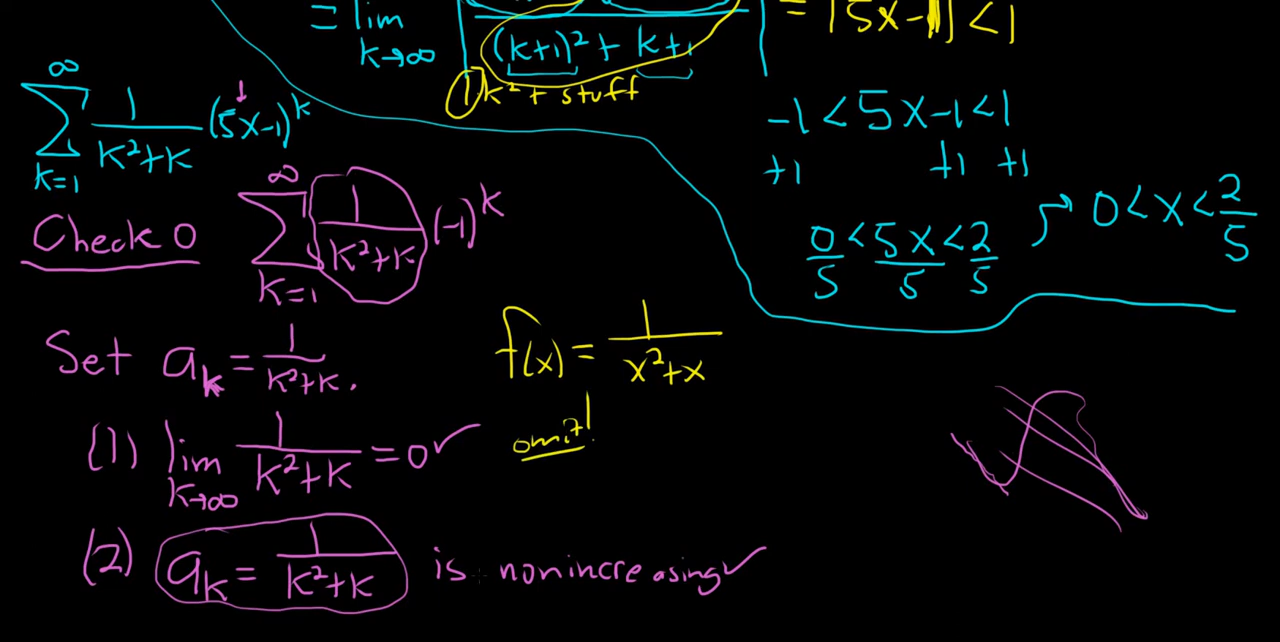 = lim k→∞ | / (k+1)² + k+1 | = |5x-1| < 1
1k² + stuff
∞ ∑ k=1 1/(k²+k) (5x-1)^k
-1 < 5x-1 < 1
+1 +1 +1
0/5 < 5x/5 < 2/5
0 < x < 2/5
Check 0 ∞ ∑ k=1 1/(k²+k) (-1)^k
Set a_k = 1/(k²+k).
f(x) = 1/(x²+x)
omit!
(1) lim k→∞ 1/(k²+k) = 0 ✓
(2) a_k = 1/(k²+k) is nonincreasing ✓